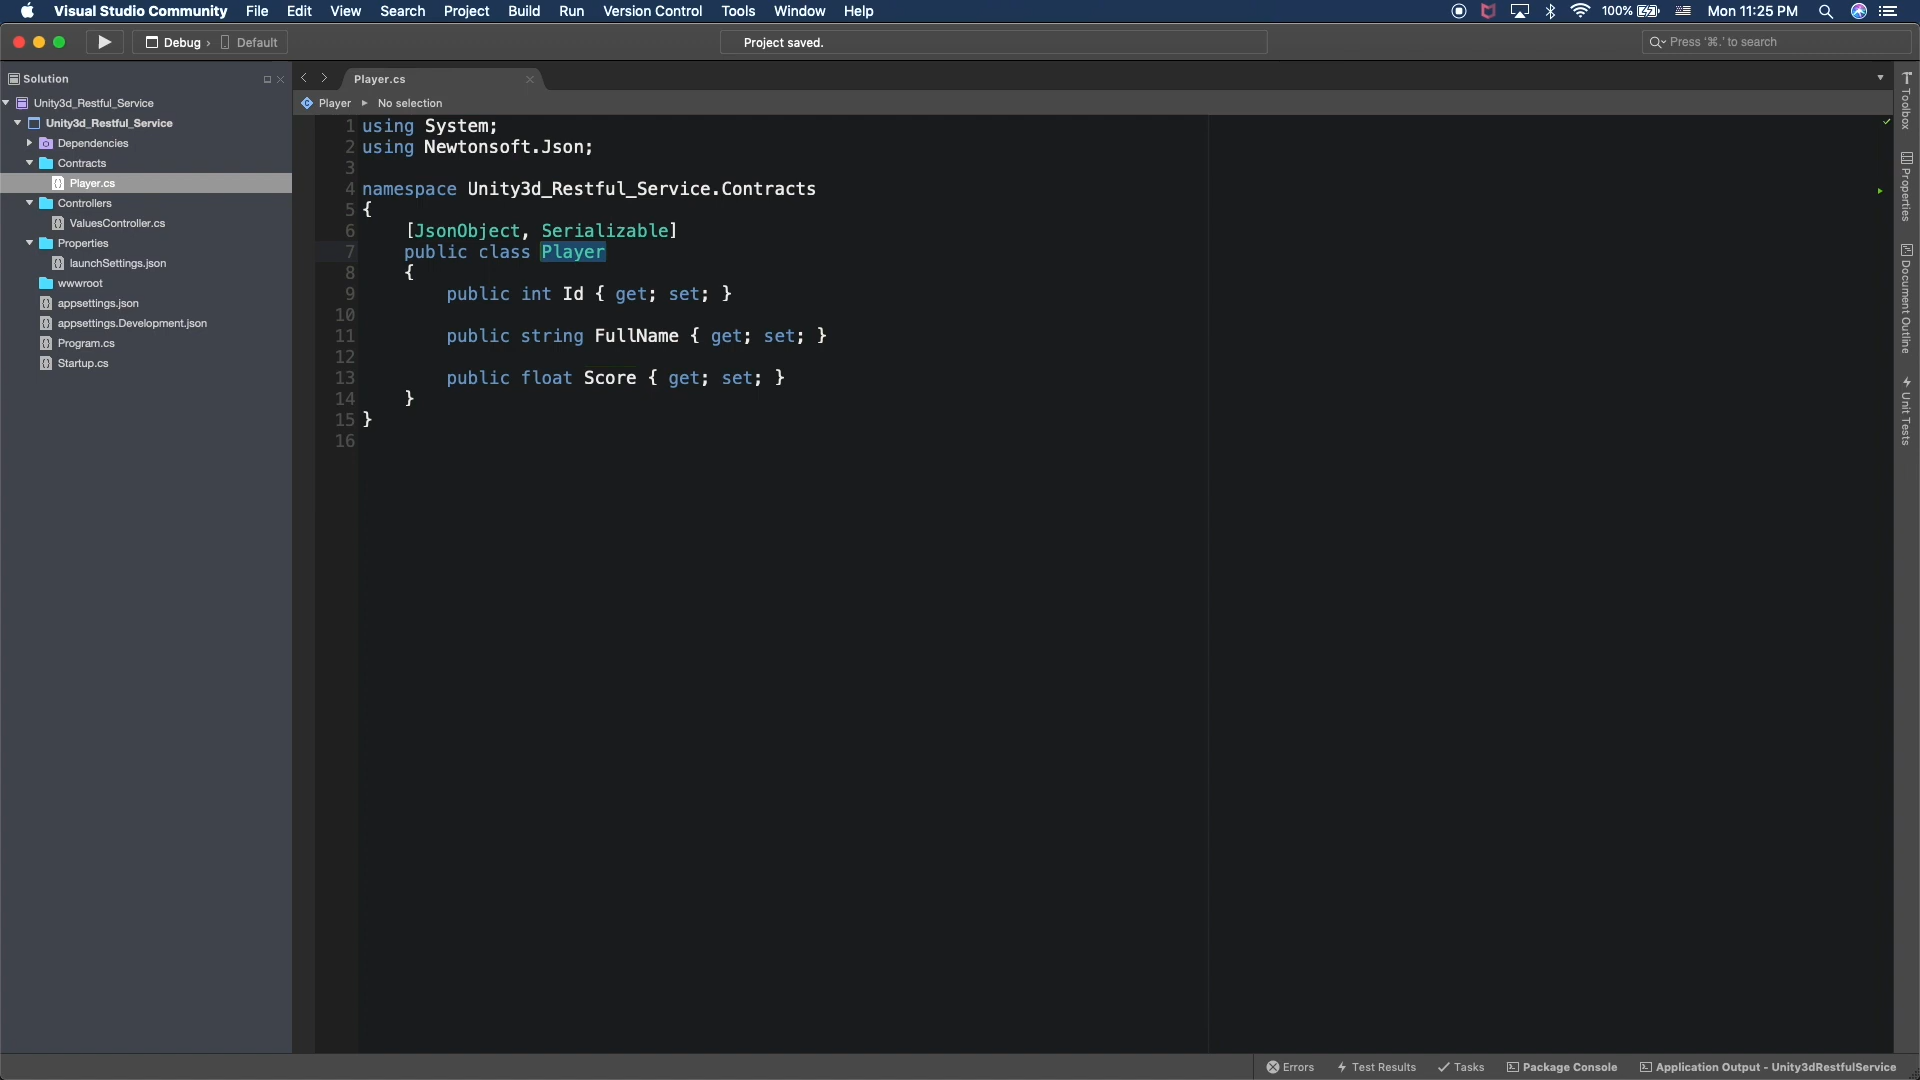 Visual Studio Community File Edit View Search Project Build Run Version Control Tools Window Help 100% Mon 11:25 PM
Debug › Default Project saved. Press '⌘.' to search
Solution
Unity3d_Restful_Service
Unity3d_Restful_Service
Dependencies
Contracts
Player.cs
Controllers
ValuesController.cs
Properties
launchSettings.json
wwwroot
appsettings.json
appsettings.Development.json
Program.cs
Startup.cs
Player.cs
Player ▸ No selection
1 using System;
2 using Newtonsoft.Json;
3
4 namespace Unity3d_Restful_Service.Contracts
5 {
6 [JsonObject, Serializable]
7 public class Player
8 {
9 public int Id { get; set; }
10
11 public string FullName { get; set; }
12
13 public float Score { get; set; }
14 }
15 }
16
Toolbox
Properties
Document Outline
Unit Tests
Errors Test Results Tasks Package Console Application Output - Unity3dRestfulService